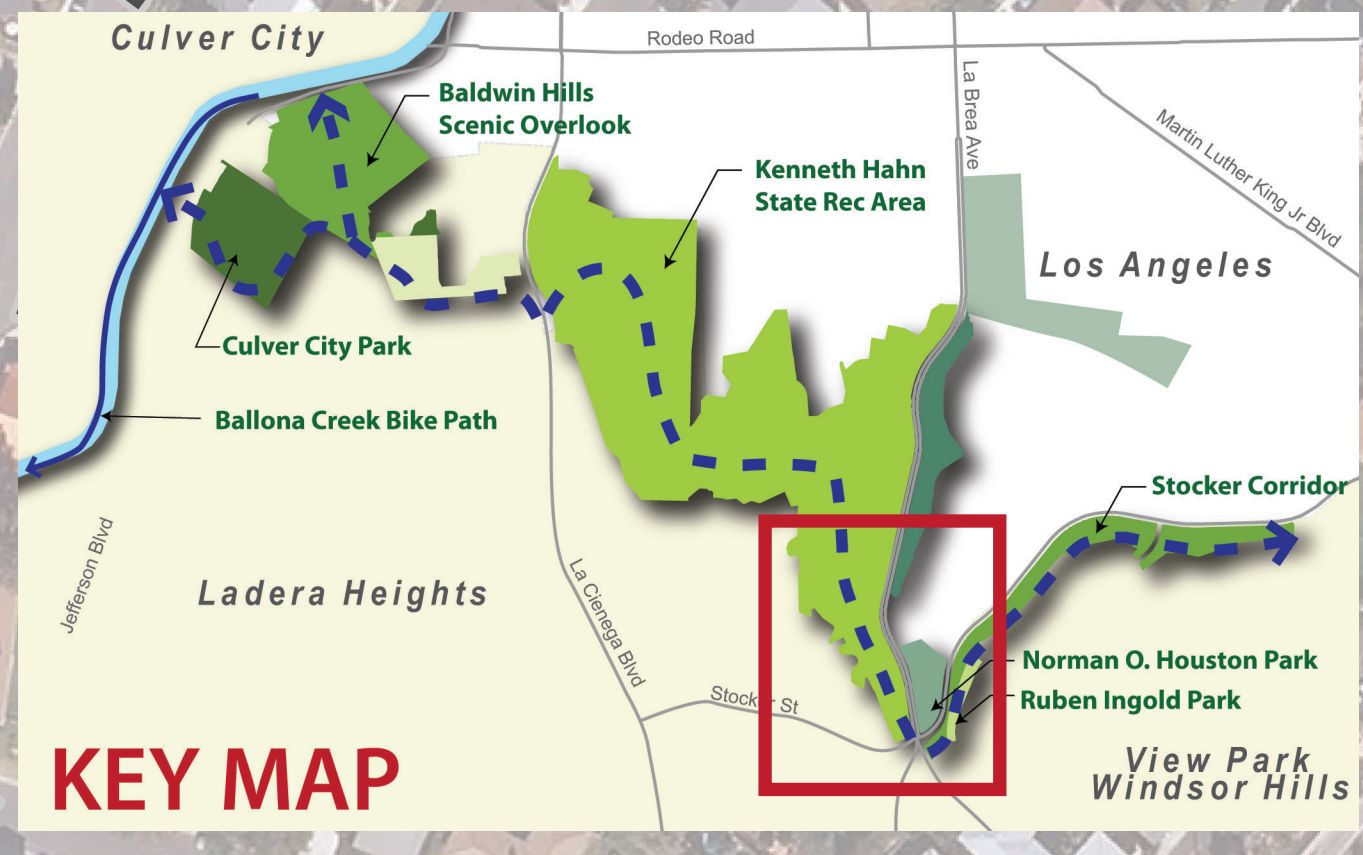 Culver City
Rodeo Road
Baldwin Hills
Scenic Overlook
La Brea Ave
Martin Luther King Jr Blvd
Kenneth Hahn
State Rec Area
Los Angeles
Culver City Park
Ballona Creek Bike Path
Stocker Corridor
Jefferson Blvd
Ladera Heights
La Cienega Blvd
Norman O. Houston Park
Stocker St
Ruben Ingold Park
KEY MAP
View Park
Windsor Hills